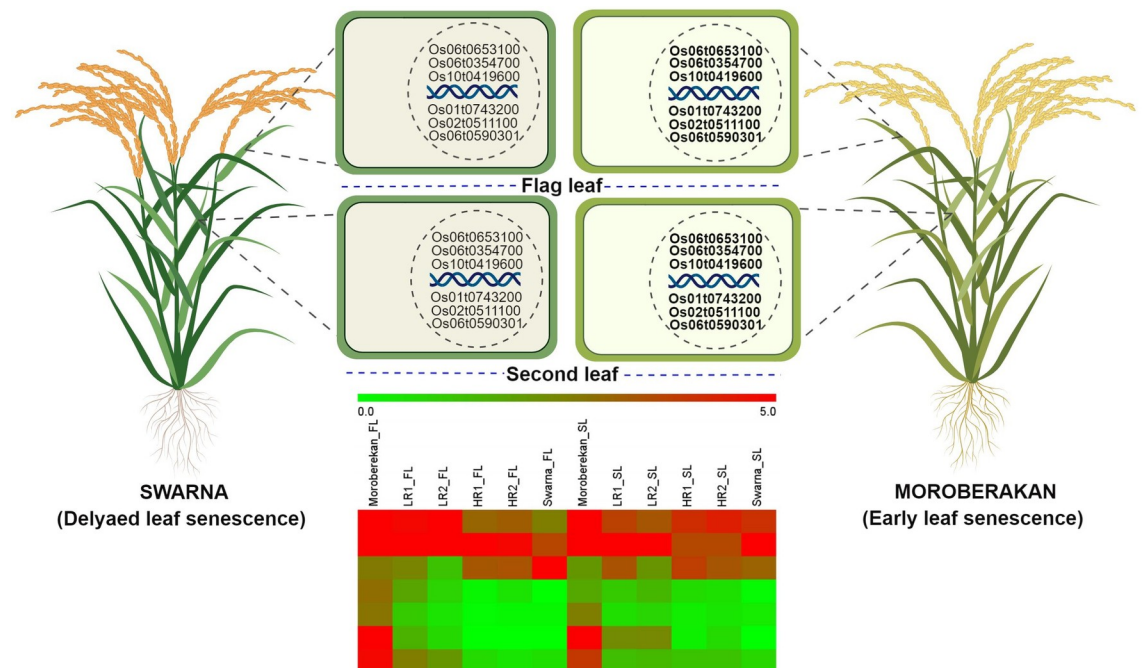 Os06t0653100
Os06t0354700
Os10t0419600
Os01t0743200
Os02t0511100
Os06t0590301
Os06t0653100
Os06t0354700
Os10t0419600
Os01t0743200
Os02t0511100
Os06t0590301
Flag leaf
Os06t0653100
Os06t0354700
Os10t0419600
Os01t0743200
Os02t0511100
Os06t0590301
Os06t0653100
Os06t0354700
Os10t0419600
Os01t0743200
Os02t0511100
Os06t0590301
Second leaf
0.0
5.0
Moroberekan_FL
LR1_FL
LR2_FL
HR1_FL
HR2_FL
Swarna_FL
Moroberekan_SL
LR1_SL
LR2_SL
HR1_SL
HR2_SL
Swarna_SL
SWARNA
(Delyaed leaf senescence)
MOROBERAKAN
(Early leaf senescence)